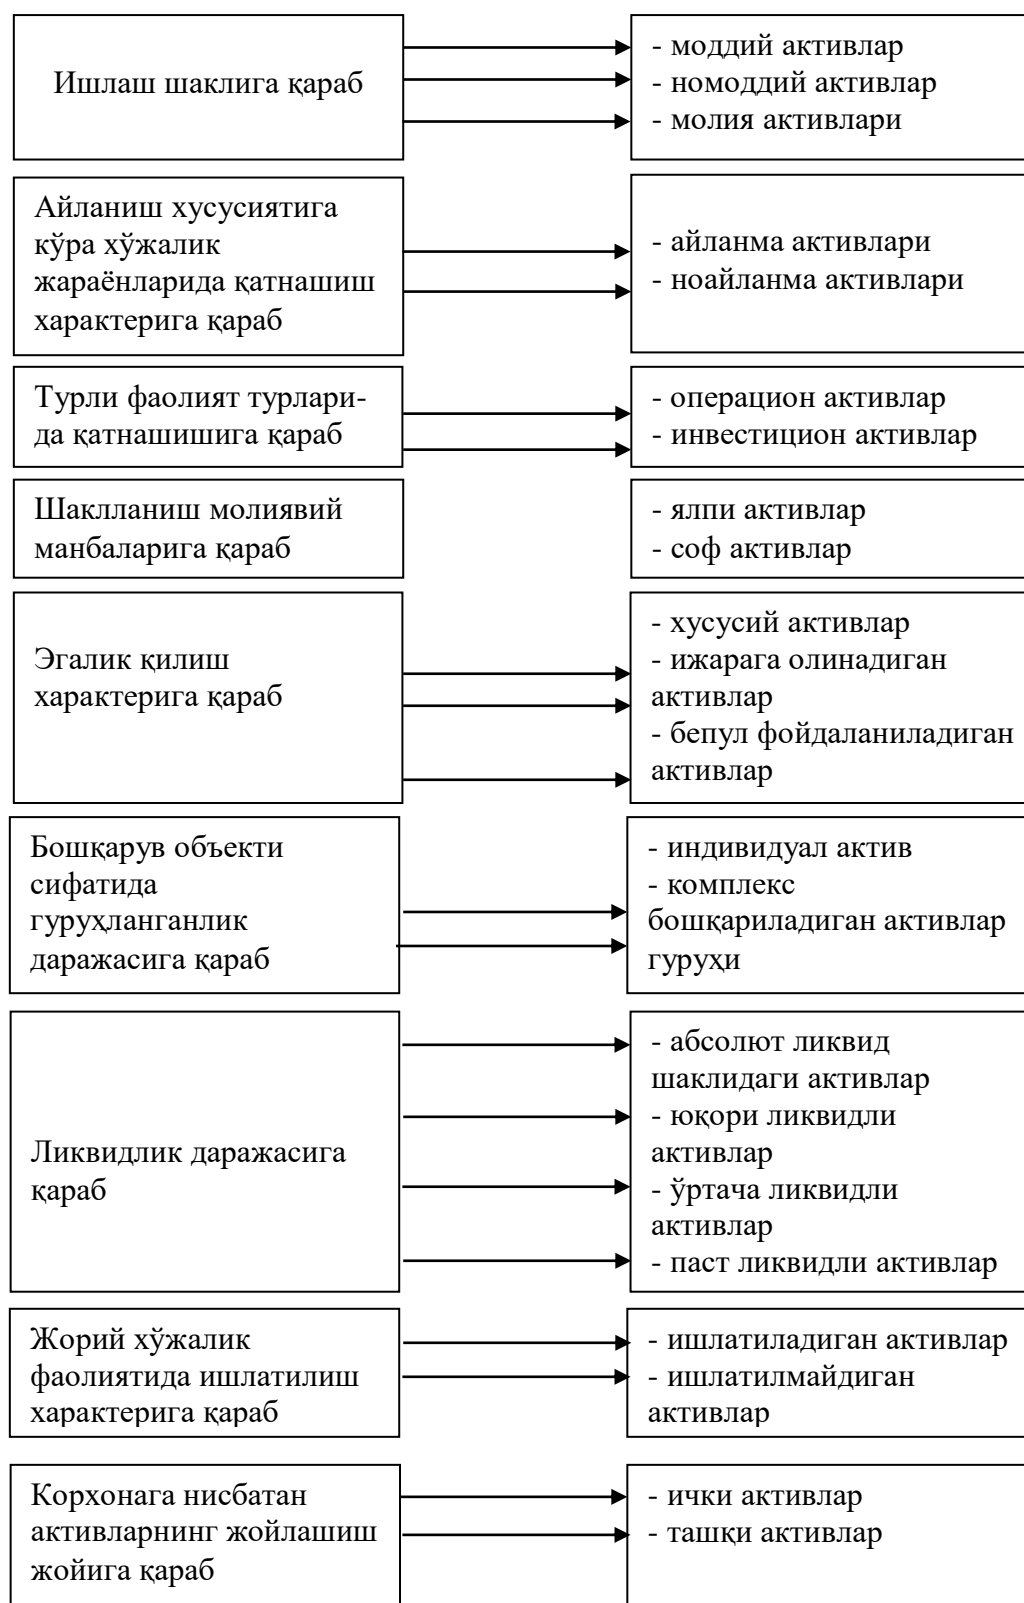 Ишлаш шаклига қараб
- моддий активлар
- номоддий активлар
- молия активлари
Айланиш хусусиятига
кўра хўжалик
жараёнларида қатнашиш
характерига қараб
- айланма активлари
- ноайланма активлари
Турли фаолият турлари-
да қатнашишига қараб
- операцион активлар
- инвестицион активлар
Шаклланиш молиявий
манбаларига қараб
- ялпи активлар
- соф активлар
Эгалик қилиш
характерига қараб
- хусусий активлар
- ижарага олинадиган
активлар
- бепул фойдаланиладиган
активлар
Бошқарув объекти
сифатида
гуруҳланганлик
даражасига қараб
- индивидуал актив
- комплекс
бошқариладиган активлар
гуруҳи
Ликвидлик даражасига
қараб
- абсолют ликвид
шаклидаги активлар
- юқори ликвидли
активлар
- ўртача ликвидли
активлар
- паст ликвидли активлар
Жорий хўжалик
фаолиятида ишлатилиш
характерига қараб
- ишлатиладиган активлар
- ишлатилмайдиган
активлар
Корхонага нисбатан
активларнинг жойлашиш
жойига қараб
- ички активлар
- ташқи активлар